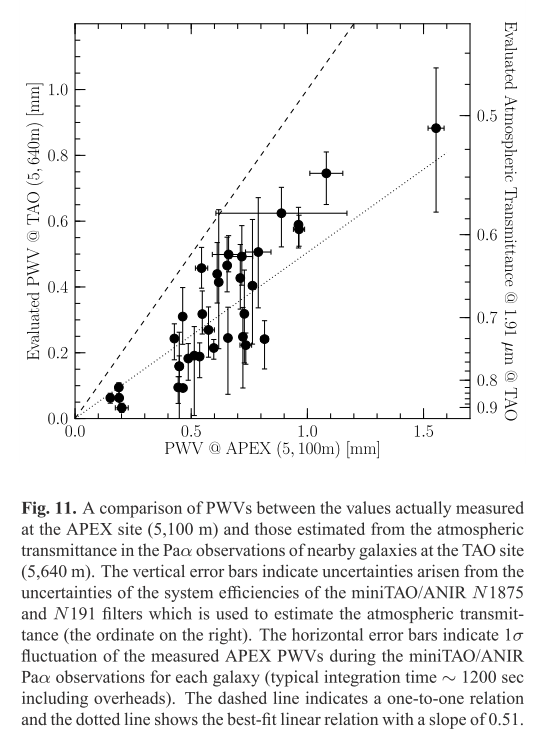 Evaluated PWV @ TAO (5, 640m) [mm]
1.0
0.8
0.6
0.4
0.2
0.0
0.0
0.5
1.0
1.5
PWV @ APEX (5, 100m) [mm]
0.5
0.6
0.7
0.8
0.9
Evaluated Atmospheric Transmittance @ 1.91 μm @ TAO
Fig. 11. A comparison of PWVs between the values actually measured
at the APEX site (5,100 m) and those estimated from the atmospheric
transmittance in the Paα observations of nearby galaxies at the TAO site
(5,640 m). The vertical error bars indicate uncertainties arisen from the
uncertainties of the system efficiencies of the miniTAO/ANIR N1875
and N191 filters which is used to estimate the atmospheric transmit-
tance (the ordinate on the right). The horizontal error bars indicate 1σ
fluctuation of the measured APEX PWVs during the miniTAO/ANIR
Paα observations for each galaxy (typical integration time ∼ 1200 sec
including overheads). The dashed line indicates a one-to-one relation
and the dotted line shows the best-fit linear relation with a slope of 0.51.